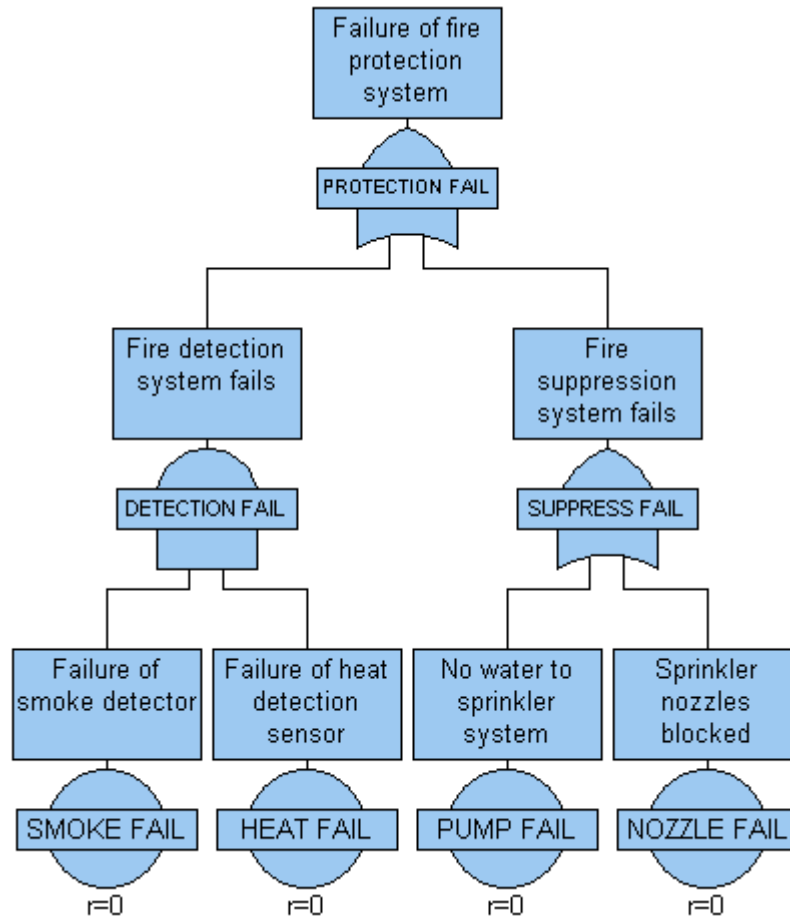 Failure of fire
protection
system
PROTECTION FAIL
Fire detection
system fails
Fire
suppression
system fails
DETECTION FAIL
SUPPRESS FAIL
Failure of
smoke detector
Failure of heat
detection
sensor
No water to
sprinkler
system
Sprinkler
nozzles
blocked
SMOKE FAIL
HEAT FAIL
PUMP FAIL
NOZZLE FAIL
r=0
r=0
r=0
r=0